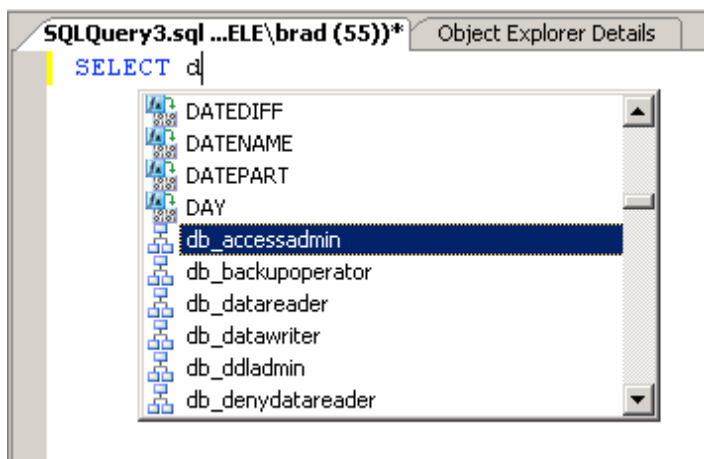 SQLQuery3.sql ...ELE\brad (55))* Object Explorer Details
SELECT d
DATEDIFF
DATENAME
DATEPART
DAY
db_accessadmin
db_backupoperator
db_datareader
db_datawriter
db_ddladmin
db_denydatareader